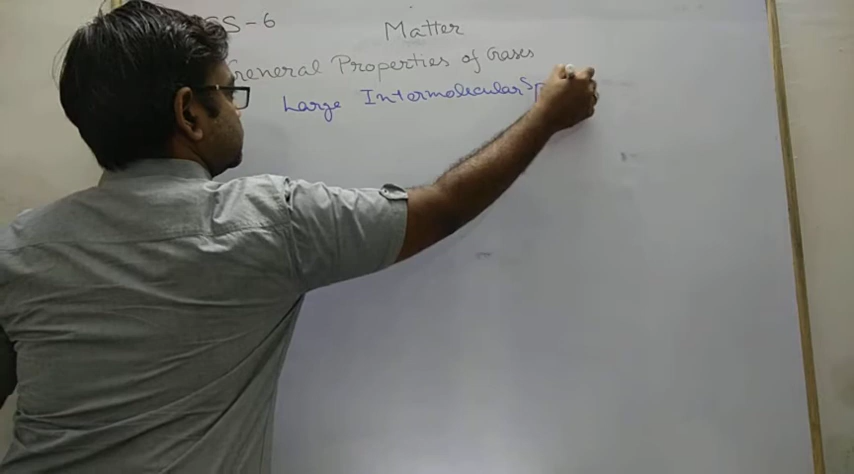 SS-6
Matter
General Properties of Gases
Large Intermolecular Sp